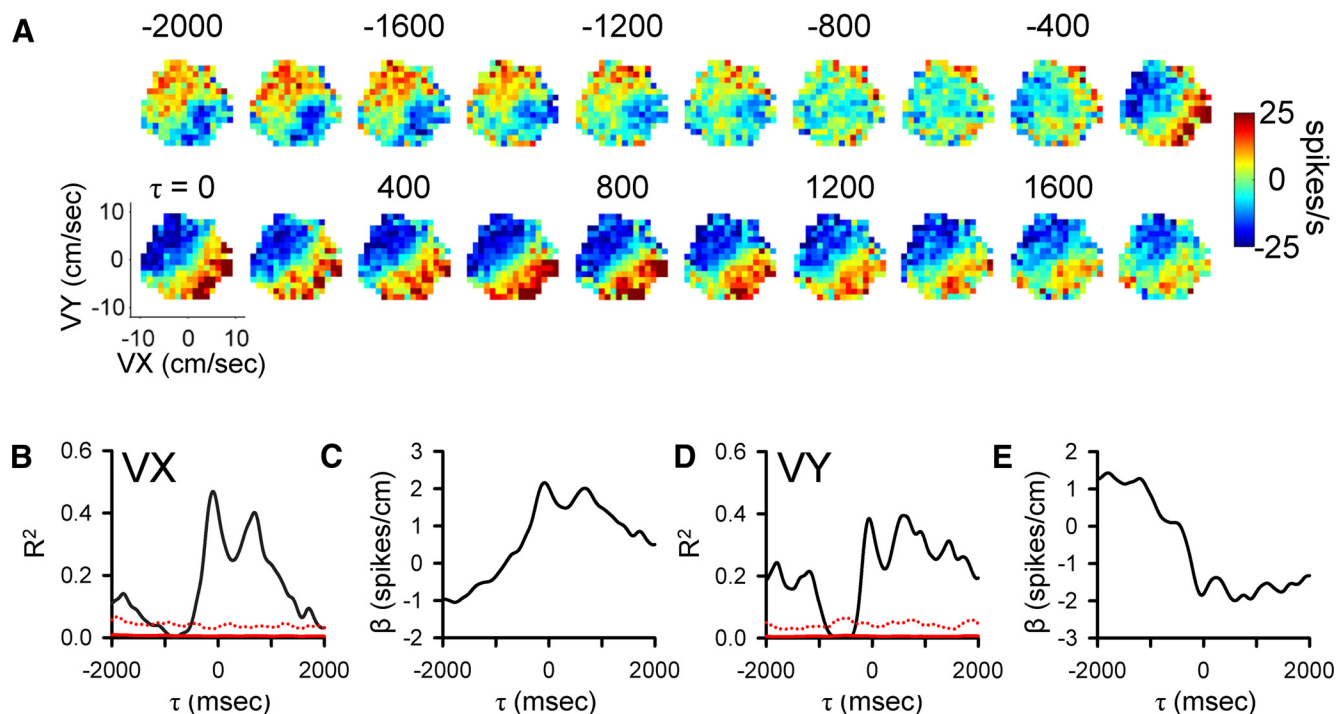 A
-2000 -1600 -1200 -800 -400
25
0
-25
spikes/s
τ = 0 400 800 1200 1600
10
0
-10
VY (cm/sec)
-10 0 10
VX (cm/sec)
B
VX
0.6
0.4
0.2
0.0
R²
-2000 0 2000
τ (msec)
C
3
2
1
0
-1
-2
β (spikes/cm)
-2000 0 2000
τ (msec)
D
VY
0.6
0.4
0.2
0.0
R²
-2000 0 2000
τ (msec)
E
2
1
0
-1
-2
-3
β (spikes/cm)
-2000 0 2000
τ (msec)